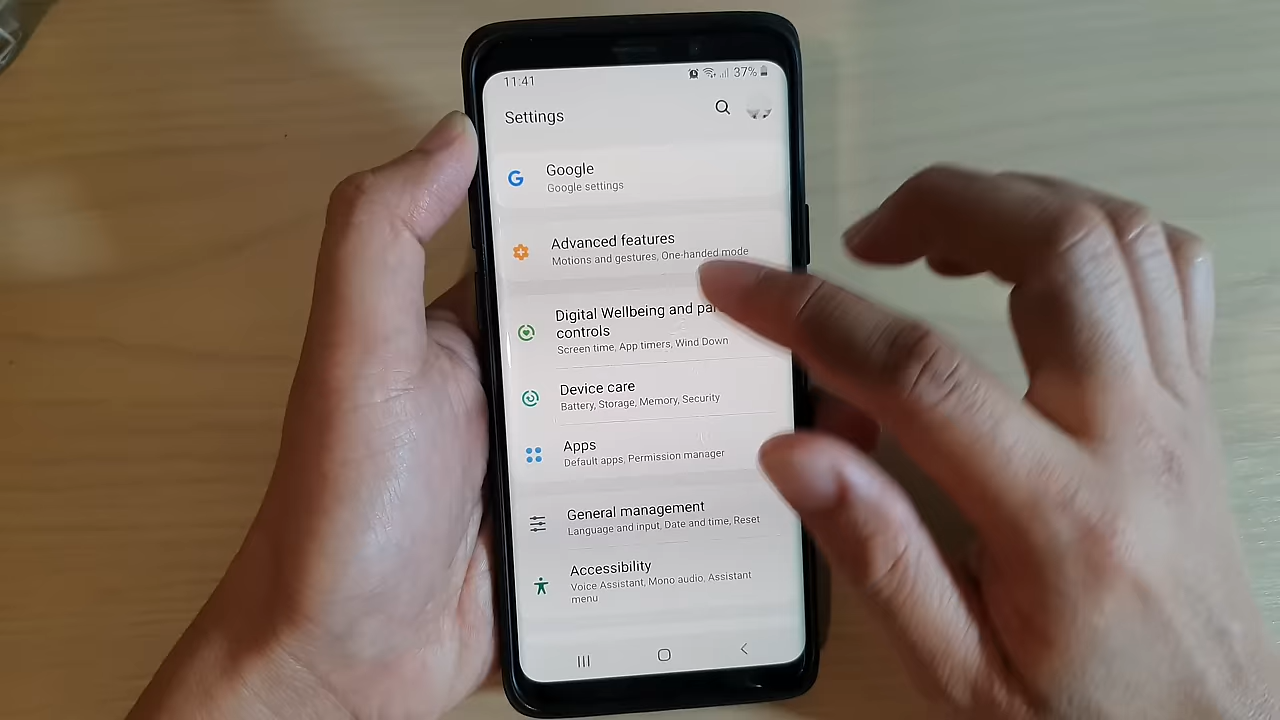 11:41
37%
Settings
Google
Google settings
Advanced features
Motions and gestures, One-handed mode
Digital Wellbeing and
controls
Screen time, App timers, Wind Down
Device care
Battery, Storage, Memory, Security
Apps
Default apps, Permission manager
General management
Language and input, Date and time, Reset
Accessibility
Voice Assistant, Mono audio, Assistant
menu